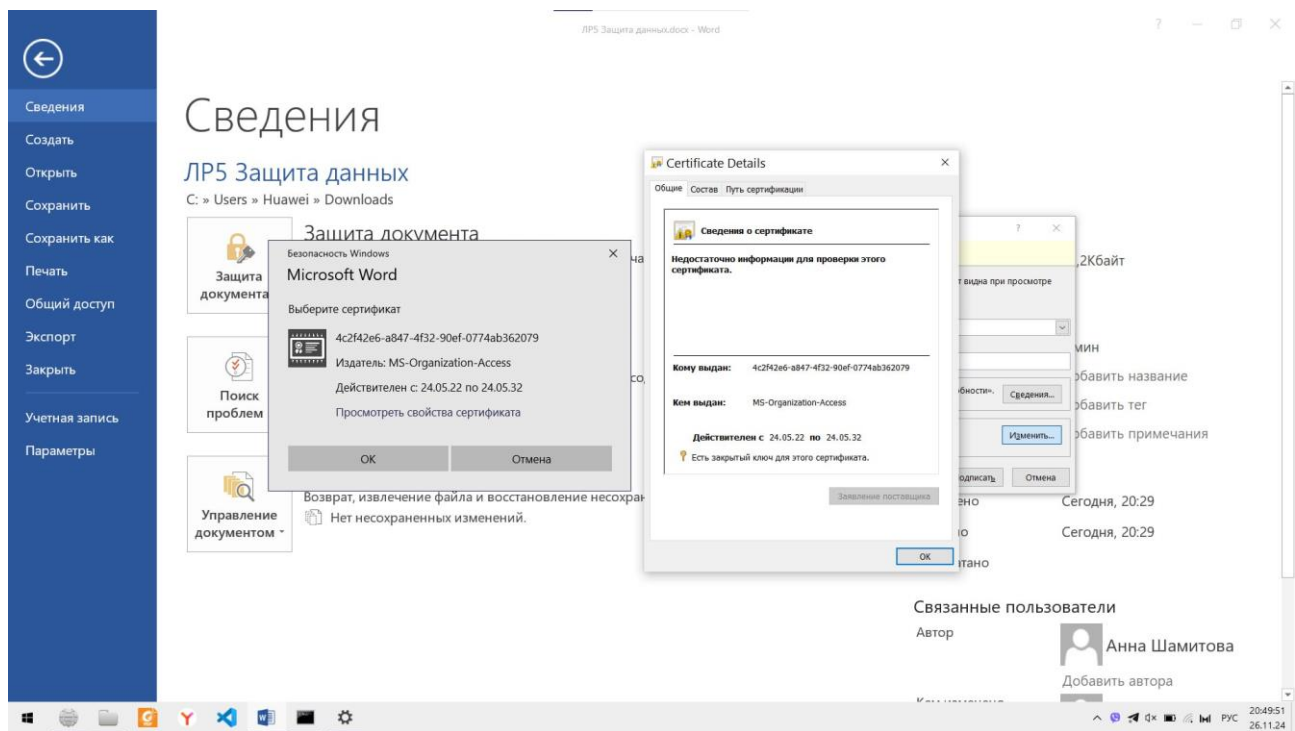 ЛР5 Защита данных.docx - Word
Сведения
Создать
Открыть
Сохранить
Сохранить как
Печать
Общий доступ
Экспорт
Закрыть
Учетная запись
Параметры
Сведения
ЛР5 Защита данных
C: » Users » Huawei » Downloads
Защита документа
Защита
документа
Поиск
проблем
Управление
документом
Возврат, извлечение файла и восстановление
Нет несохраненных изменений.
Безопасность Windows
Microsoft Word
Выберите сертификат
4c2f42e6-a847-4f32-90ef-0774ab362079
Издатель: MS-Organization-Access
Действителен с: 24.05.22 по 24.05.32
Просмотреть свойства сертификата
ОК
Отмена
Certificate Details
Общие Состав Путь сертификации
Сведения о сертификате
Недостаточно информации для проверки этого
сертификата.
Кому выдан: 4c2f42e6-a847-4f32-90ef-0774ab362079
Кем выдан: MS-Organization-Access
Действителен с 24.05.22 по 24.05.32
Есть закрытый ключ для этого сертификата.
Заявление поставщика
ОК
видна при просмотре
Сведения...
Изменить...
Отмена
,2Кбайт
мин
обавить название
обавить тег
обавить примечания
Сегодня, 20:29
Сегодня, 20:29
Связанные пользователи
Автор
Анна Шамитова
Добавить автора
РУС
20:49:51
26.11.24